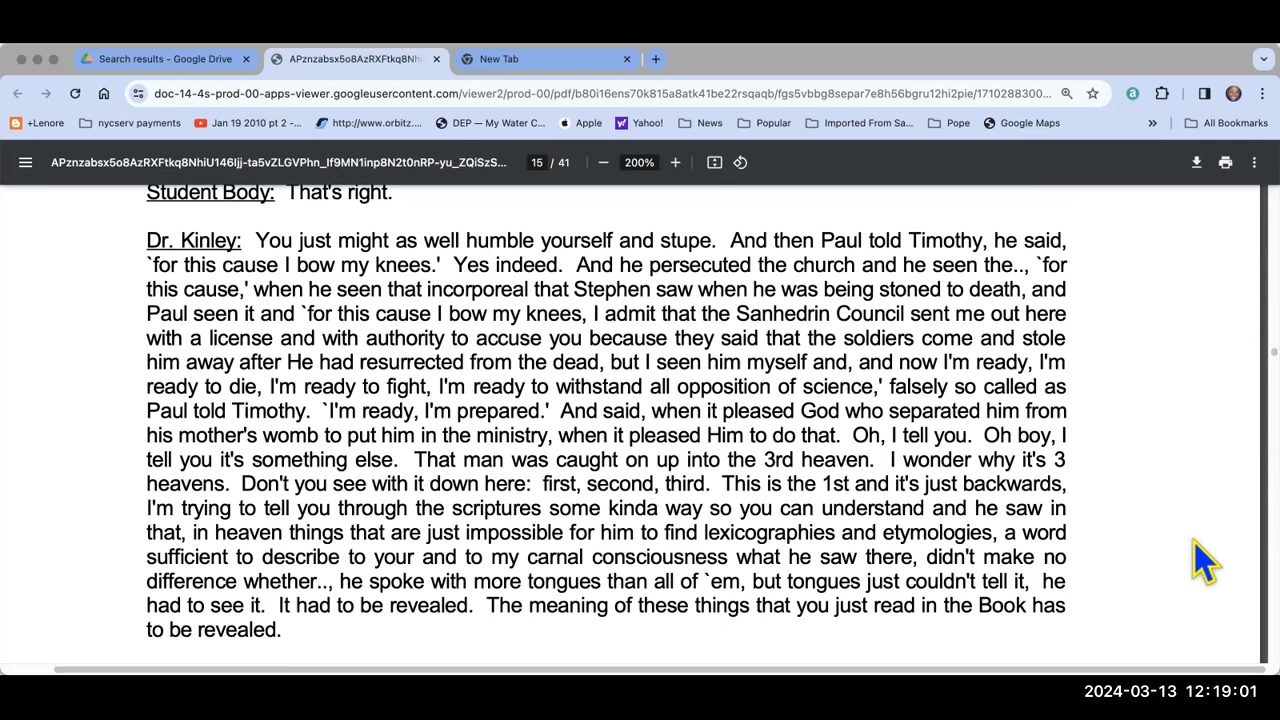 Search results - Google Drive
APznzabsx5o8AzRXFtkq8Nh
New Tab
doc-14-4s-prod-00-apps-viewer.googleusercontent.com/viewer2/prod-00/pdf/b80i16ens70k815a8atk41be22rsqaqb/fgs5vbbg8separ7e8h56bgru12hi2pie/1710288300...
+Lenore
nycserv payments
Jan 19 2010 pt 2 -...
http://www.orbitz....
DEP — My Water C...
Apple
Yahoo!
News
Popular
Imported From Sa...
Pope
Google Maps
All Bookmarks
APznzabsx5o8AzRXFtkq8NhiU146Ijj-ta5vZLGVPhn_If9MN1inp8N2t0nRP-yu_ZQiSzS...
15 / 41
200%
Student Body: That's right.
Dr. Kinley: You just might as well humble yourself and stupe. And then Paul told Timothy, he said,
`for this cause I bow my knees.' Yes indeed. And he persecuted the church and he seen the.., `for
this cause,' when he seen that incorporeal that Stephen saw when he was being stoned to death, and
Paul seen it and `for this cause I bow my knees, I admit that the Sanhedrin Council sent me out here
with a license and with authority to accuse you because they said that the soldiers come and stole
him away after He had resurrected from the dead, but I seen him myself and, and now I'm ready, I'm
ready to die, I'm ready to fight, I'm ready to withstand all opposition of science,' falsely so called as
Paul told Timothy. `I'm ready, I'm prepared.' And said, when it pleased God who separated him from
his mother's womb to put him in the ministry, when it pleased Him to do that. Oh, I tell you. Oh boy, I
tell you it's something else. That man was caught on up into the 3rd heaven. I wonder why it's 3
heavens. Don't you see with it down here: first, second, third. This is the 1st and it's just backwards,
I'm trying to tell you through the scriptures some kinda way so you can understand and he saw in
that, in heaven things that are just impossible for him to find lexicographies and etymologies, a word
sufficient to describe to your and to my carnal consciousness what he saw there, didn't make no
difference whether.., he spoke with more tongues than all of `em, but tongues just couldn't tell it, he
had to see it. It had to be revealed. The meaning of these things that you just read in the Book has
to be revealed.
2024-03-13 12:19:01